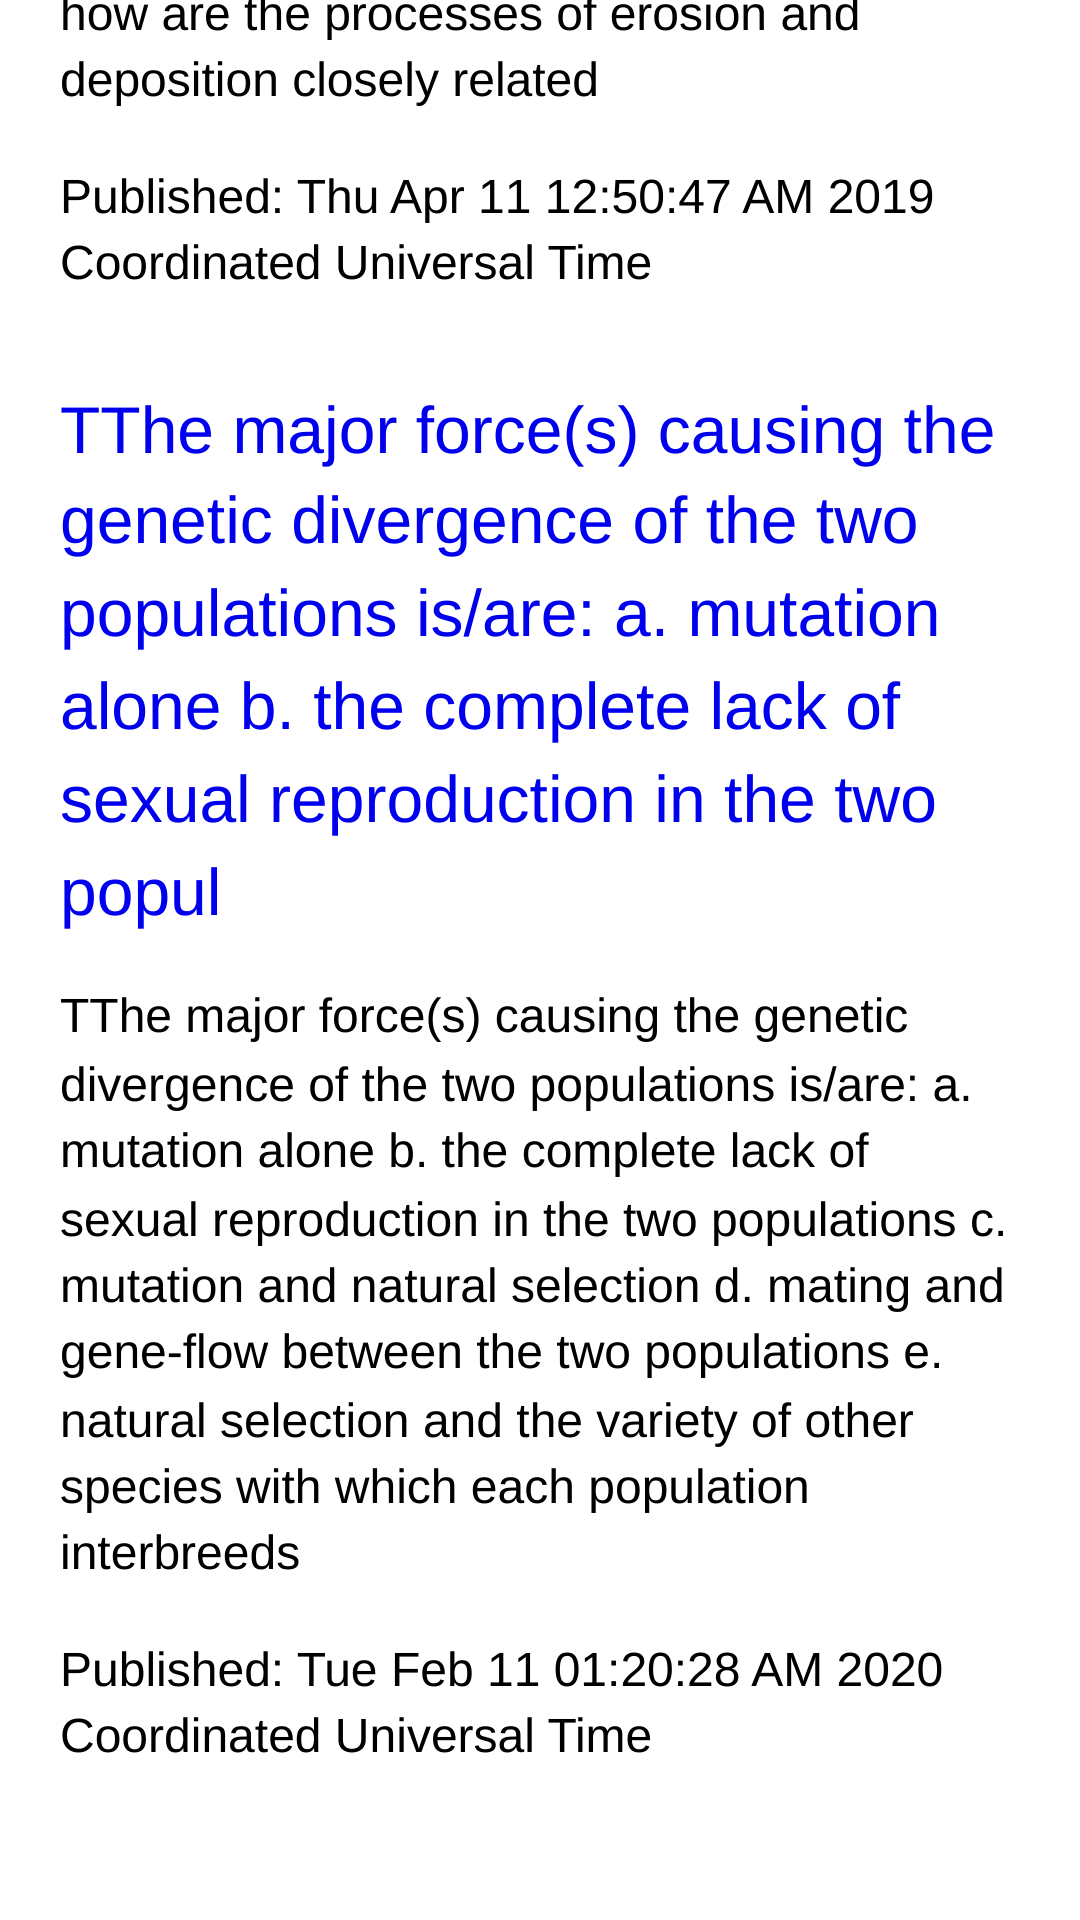 how are the processes of erosion and
deposition closely related
Published: Thu Apr 11 12:50:47 AM 2019
Coordinated Universal Time
TThe major force(s) causing the
genetic divergence of the two
populations is/are: a. mutation
alone b. the complete lack of
sexual reproduction in the two
popul
TThe major force(s) causing the genetic
divergence of the two populations is/are: a.
mutation alone b. the complete lack of
sexual reproduction in the two populations c.
mutation and natural selection d. mating and
gene-flow between the two populations e.
natural selection and the variety of other
species with which each population
interbreeds
Published: Tue Feb 11 01:20:28 AM 2020
Coordinated Universal Time